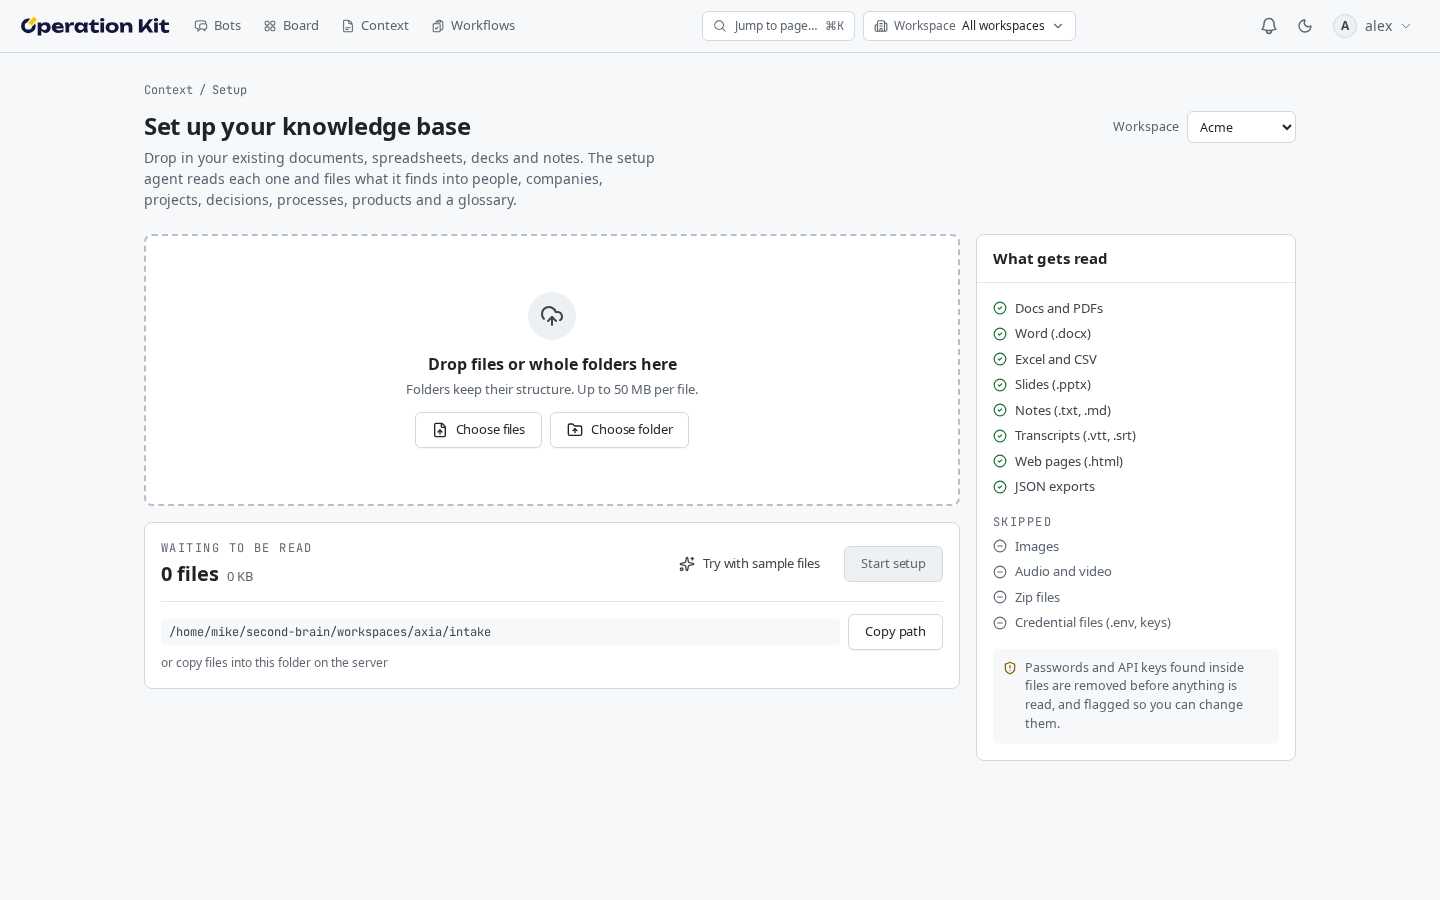 Operation Kit
Bots
Board
Context
Workflows
Jump to page... ⌘K
Workspace All workspaces
A alex
Context / Setup
Set up your knowledge base
Workspace Acme
Drop in your existing documents, spreadsheets, decks and notes. The setup
agent reads each one and files what it finds into people, companies,
projects, decisions, processes, products and a glossary.
Drop files or whole folders here
Folders keep their structure. Up to 50 MB per file.
Choose files
Choose folder
WAITING TO BE READ
0 files 0 KB
Try with sample files
Start setup
/home/mike/second-brain/workspaces/axia/intake
Copy path
or copy files into this folder on the server
What gets read
Docs and PDFs
Word (.docx)
Excel and CSV
Slides (.pptx)
Notes (.txt, .md)
Transcripts (.vtt, .srt)
Web pages (.html)
JSON exports
SKIPPED
Images
Audio and video
Zip files
Credential files (.env, keys)
Passwords and API keys found inside
files are removed before anything is
read, and flagged so you can change
them.